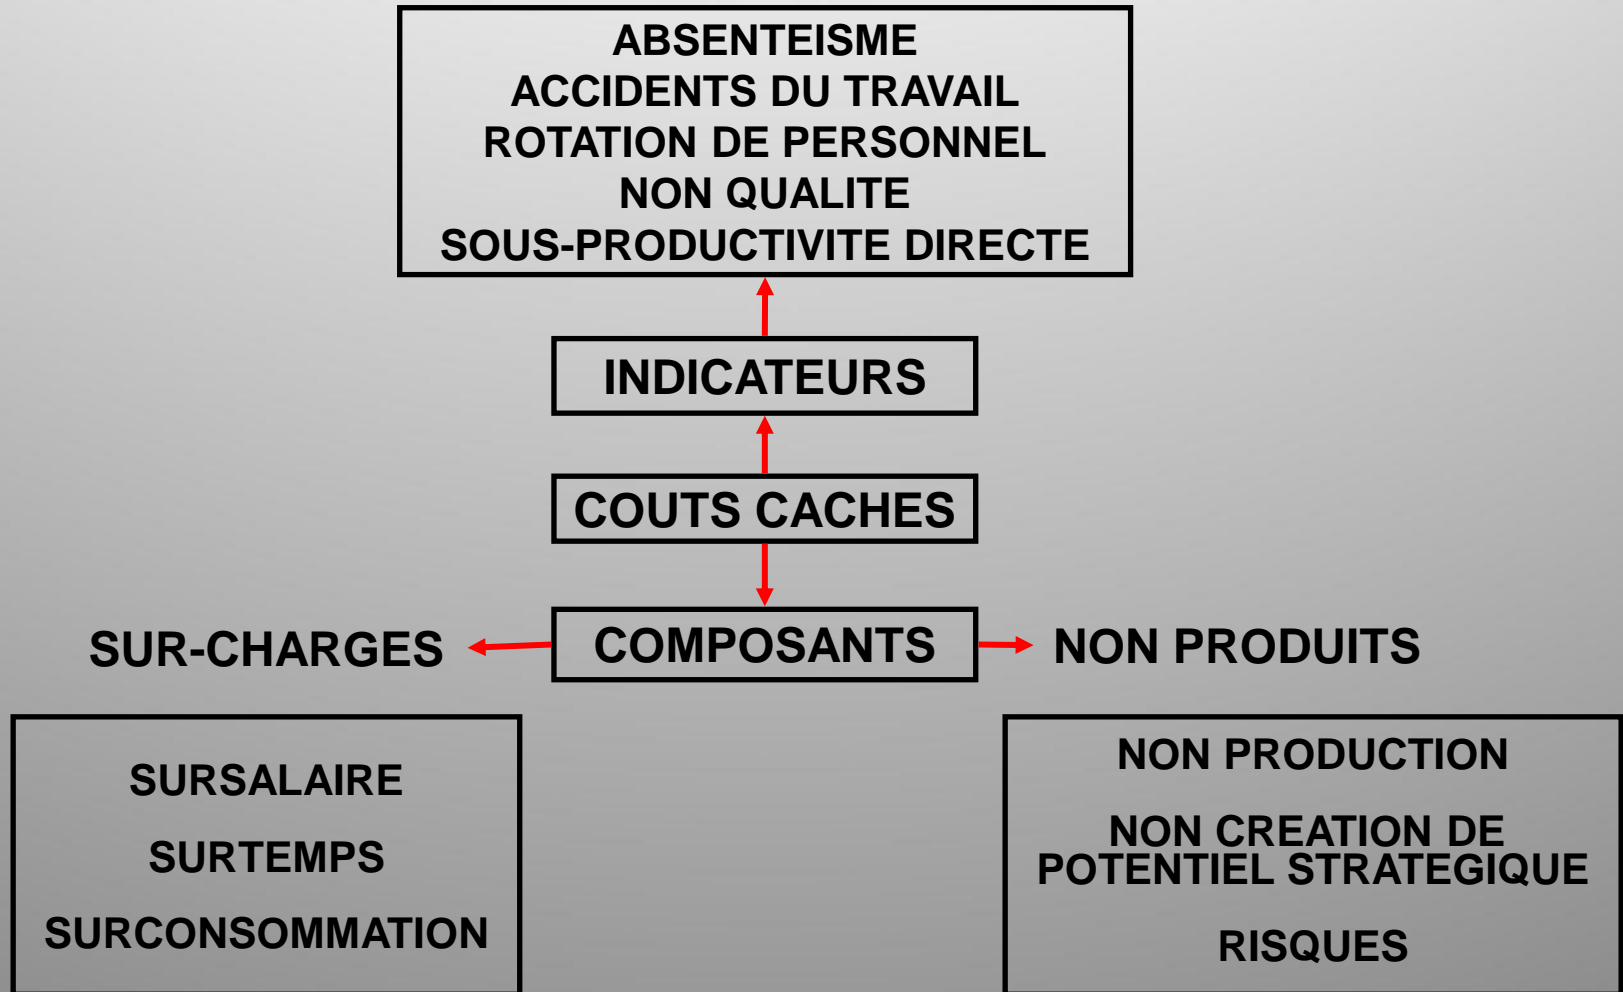 ABSENTEISME
ACCIDENTS DU TRAVAIL
ROTATION DE PERSONNEL
NON QUALITE
SOUS-PRODUCTIVITE DIRECTE
INDICATEURS
COUTS CACHES
COMPOSANTS
SUR-CHARGES
NON PRODUITS
SURSALAIRE
SURTEMPS
SURCONSOMMATION
NON PRODUCTION
NON CREATION DE
POTENTIEL STRATEGIQUE
RISQUES